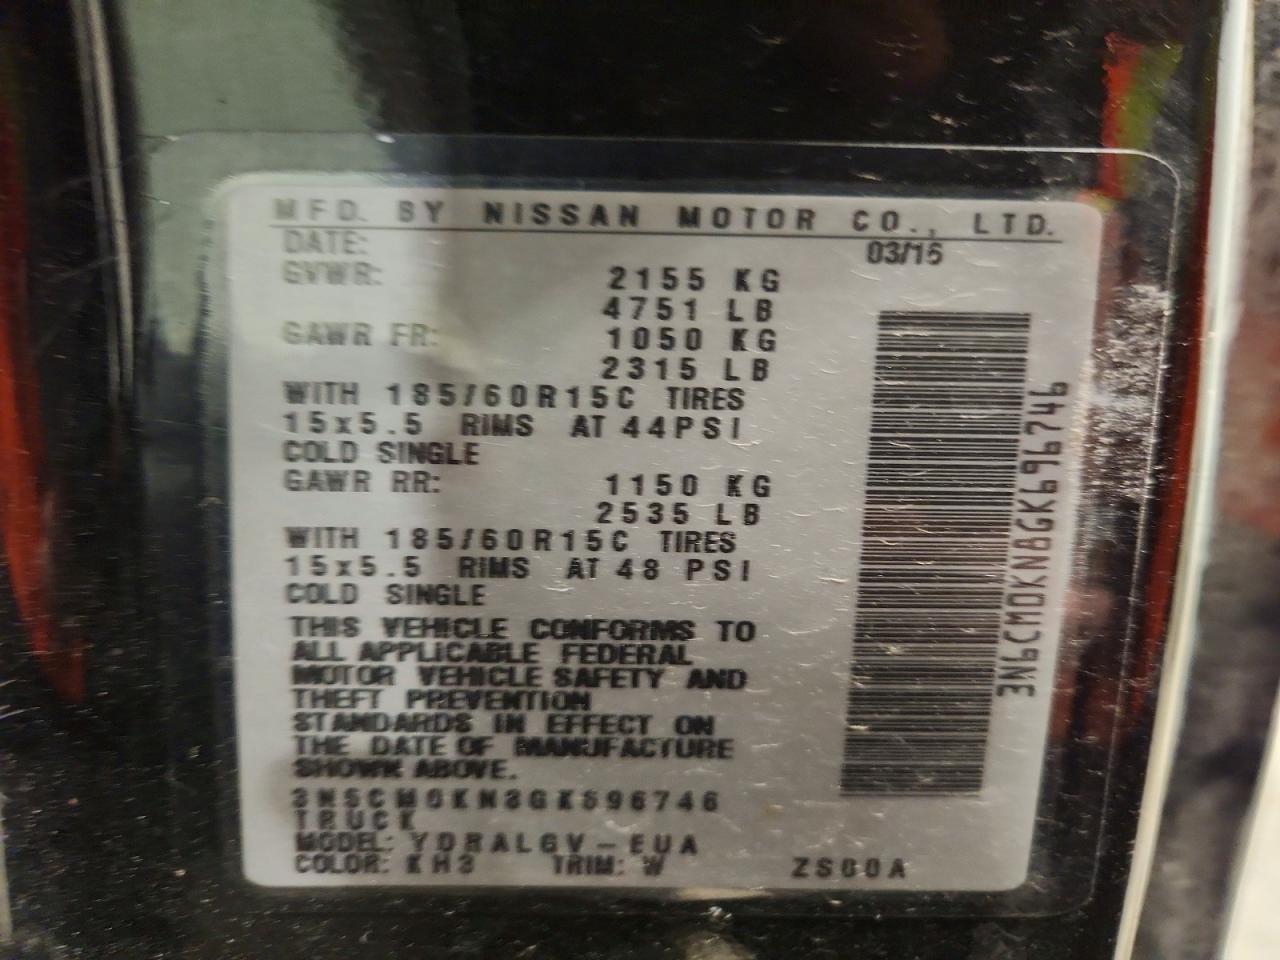 MFD. BY NISSAN MOTOR CO., LTD.
DATE: 03/16
GVWR: 2155 KG
4751 LB
GAWR FR: 1050 KG
2315 LB
WITH 185/60R15C TIRES
15x5.5 RIMS AT 44PSI
COLD SINGLE
GAWR RR: 1150 KG
2535 LB
WITH 185/60R15C TIRES
15x5.5 RIMS AT 48 PSI
COLD SINGLE
THIS VEHICLE CONFORMS TO
ALL APPLICABLE FEDERAL
MOTOR VEHICLE SAFETY AND
THEFT PREVENTION
STANDARDS IN EFFECT ON
THE DATE OF MANUFACTURE
SHOWN ABOVE.
3N6CM0KN8GK696746
TRUCK
MODEL: YDRALGV-EUA
COLOR: KH3 TRIM: W ZS00A
3N6CM0KN8GK696746